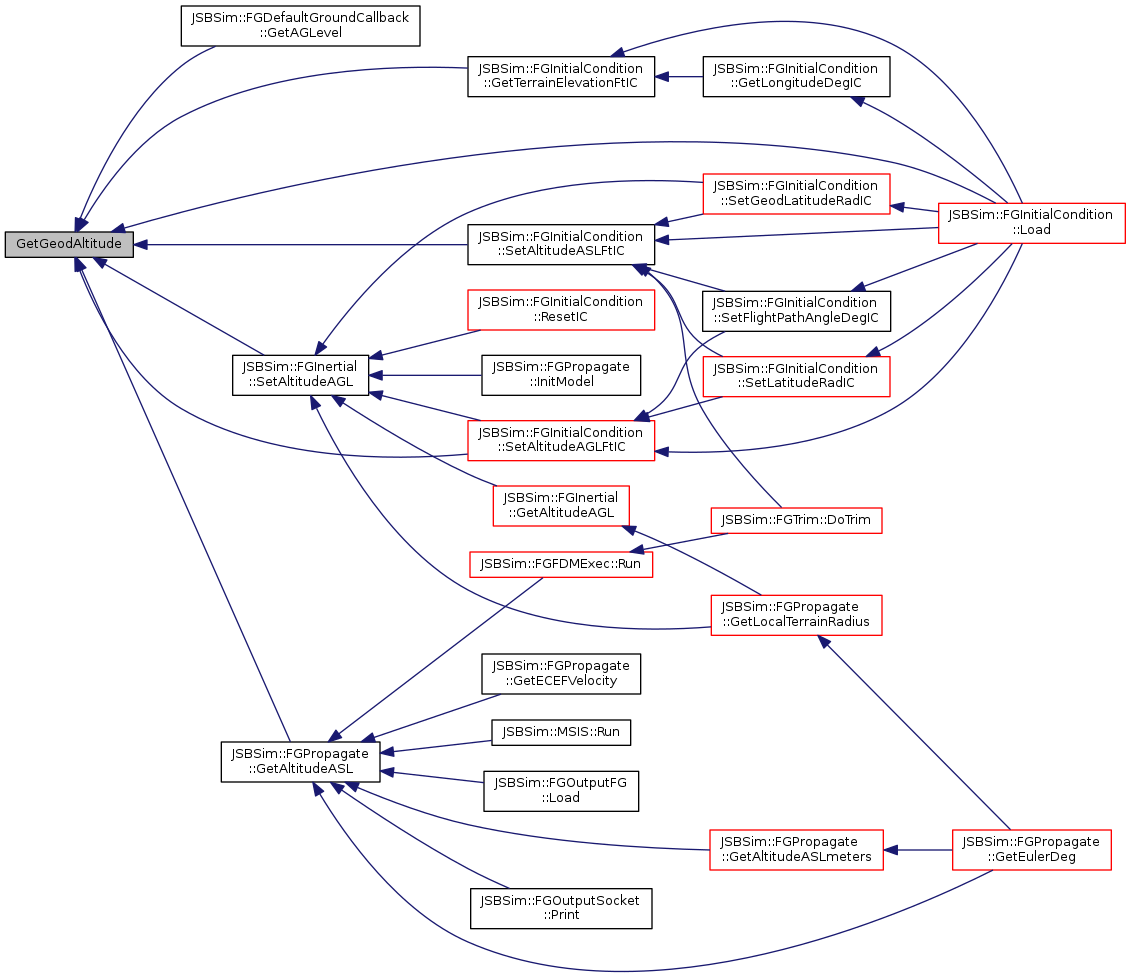 JSBSim::FGDefaultGroundCallback
::GetAGLevel
JSBSim::FGInitialCondition
::GetTerrainElevationFtIC
JSBSim::FGInitialCondition
::GetLongitudeDegIC
JSBSim::FGInitialCondition
::SetGeodLatitudeRadIC
JSBSim::FGInitialCondition
::Load
GetGeodAltitude
JSBSim::FGInitialCondition
::SetAltitudeASLFtIC
JSBSim::FGInitialCondition
::ResetIC
JSBSim::FGInitialCondition
::SetFlightPathAngleDegIC
JSBSim::FGInertial
::SetAltitudeAGL
JSBSim::FGPropagate
::InitModel
JSBSim::FGInitialCondition
::SetLatitudeRadIC
JSBSim::FGInitialCondition
::SetAltitudeAGLFtIC
JSBSim::FGInertial
::GetAltitudeAGL
JSBSim::FGTrim::DoTrim
JSBSim::FGFDMExec::Run
JSBSim::FGPropagate
::GetLocalTerrainRadius
JSBSim::FGPropagate
::GetECEFVelocity
JSBSim::MSIS::Run
JSBSim::FGPropagate
::GetAltitudeASL
JSBSim::FGOutputFG
::Load
JSBSim::FGPropagate
::GetAltitudeASLmeters
JSBSim::FGPropagate
::GetEulerDeg
JSBSim::FGOutputSocket
::Print